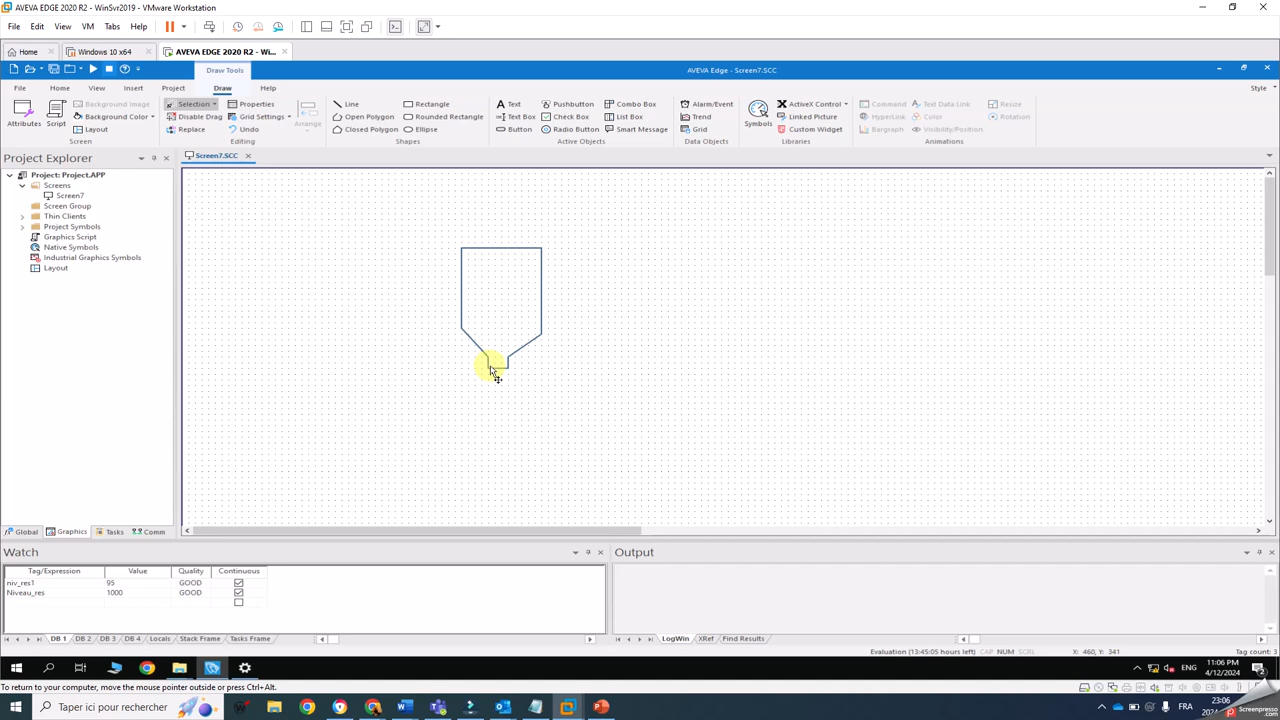 AVEVA EDGE 2020 R2 - WinSvr2019 - VMware Workstation
File Edit View VM Tabs Help
Home Windows 10 x64 AVEVA EDGE 2020 R2 - Wi...
Draw Tools AVEVA Edge - Screen7.SCC
File Home View Insert Project Draw Help Style
Attributes Script Background Image Background Color Layout Screen
Selection Disable Drag Replace Properties Grid Settings Undo Arrange Editing
Line Open Polygon Closed Polygon Rectangle Rounded Rectangle Ellipse Shapes
Text Text Box Button Pushbutton Check Box Radio Button Combo Box List Box Smart Message Active Objects
Alarm/Event Trend Grid Data Objects
Symbols ActiveX Control Linked Picture Custom Widget Libraries
Command HyperLink Bargraph Text Data Link Color Visibility/Position Resize Rotation Animations
Project Explorer
Screen7.SCC
Project: Project.APP
Screens
Screen7
Screen Group
Thin Clients
Project Symbols
Graphics Script
Native Symbols
Industrial Graphics Symbols
Layout
Global Graphics Tasks Comm
Watch
Tag/Expression Value Quality Continuous
niv_res1 95 GOOD
Niveau_res 1000 GOOD
DB 1 DB 2 DB 3 DB 4 Locals Stack Frame Tasks Frame
Output
LogWin XRef Find Results
Evaluation (13:45:05 hours left) CAP NUM SCRL X: 460, Y: 341 Tag count: 3
ENG 11:06 PM
4/12/2024
To return to your computer, move the mouse pointer outside or press Ctrl+Alt.
Taper ici pour rechercher
FRA 23:06
Screenpresso
.com